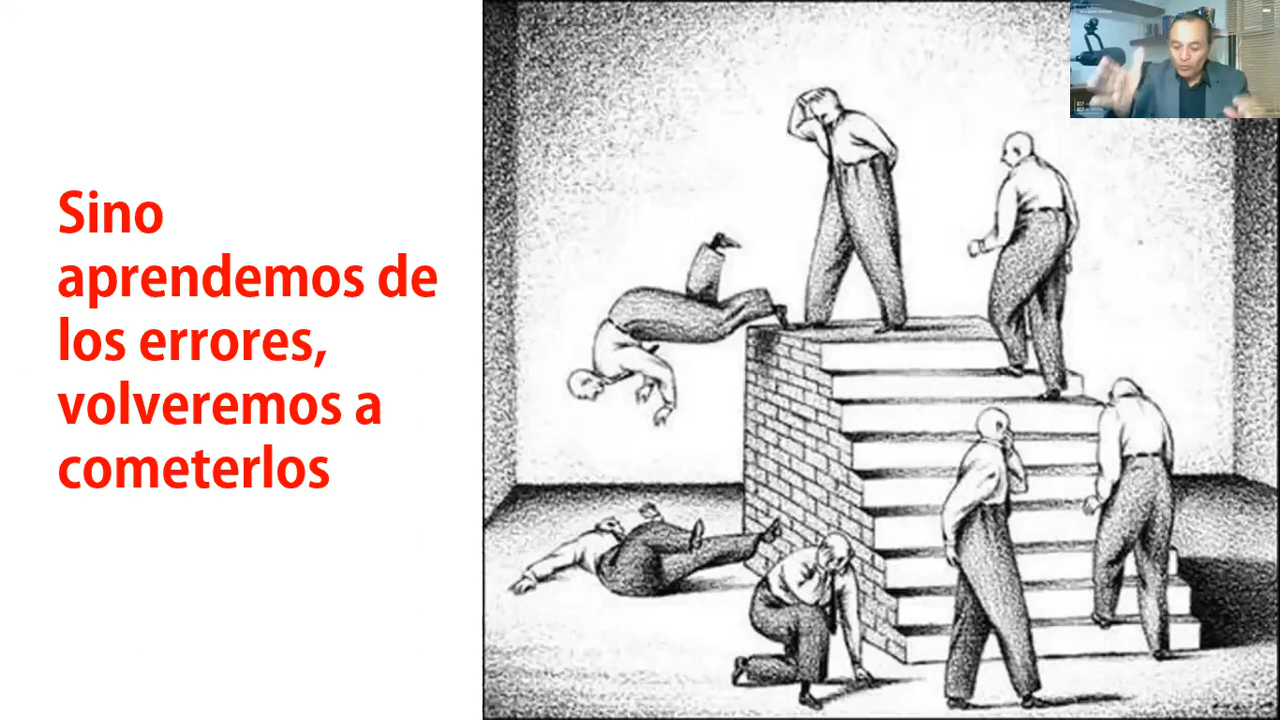 Sino
aprendemos de
los errores,
volveremos a
cometerlos